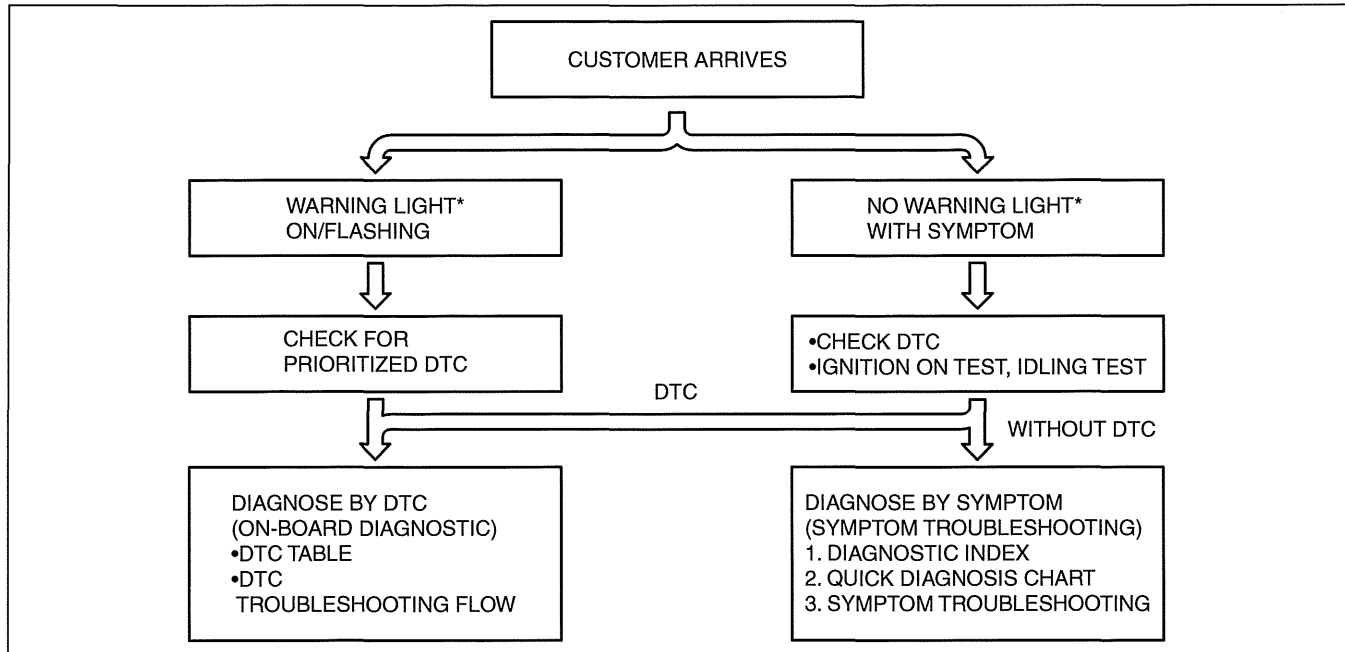 CUSTOMER ARRIVES
WARNING LIGHT*
ON/FLASHING
NO WARNING LIGHT*
WITH SYMPTOM
CHECK FOR
PRIORITIZED DTC
•CHECK DTC
•IGNITION ON TEST, IDLING TEST
DTC
WITHOUT DTC
DIAGNOSE BY DTC
(ON-BOARD DIAGNOSTIC)
•DTC TABLE
•DTC
TROUBLESHOOTING FLOW
DIAGNOSE BY SYMPTOM
(SYMPTOM TROUBLESHOOTING)
1. DIAGNOSTIC INDEX
2. QUICK DIAGNOSIS CHART
3. SYMPTOM TROUBLESHOOTING